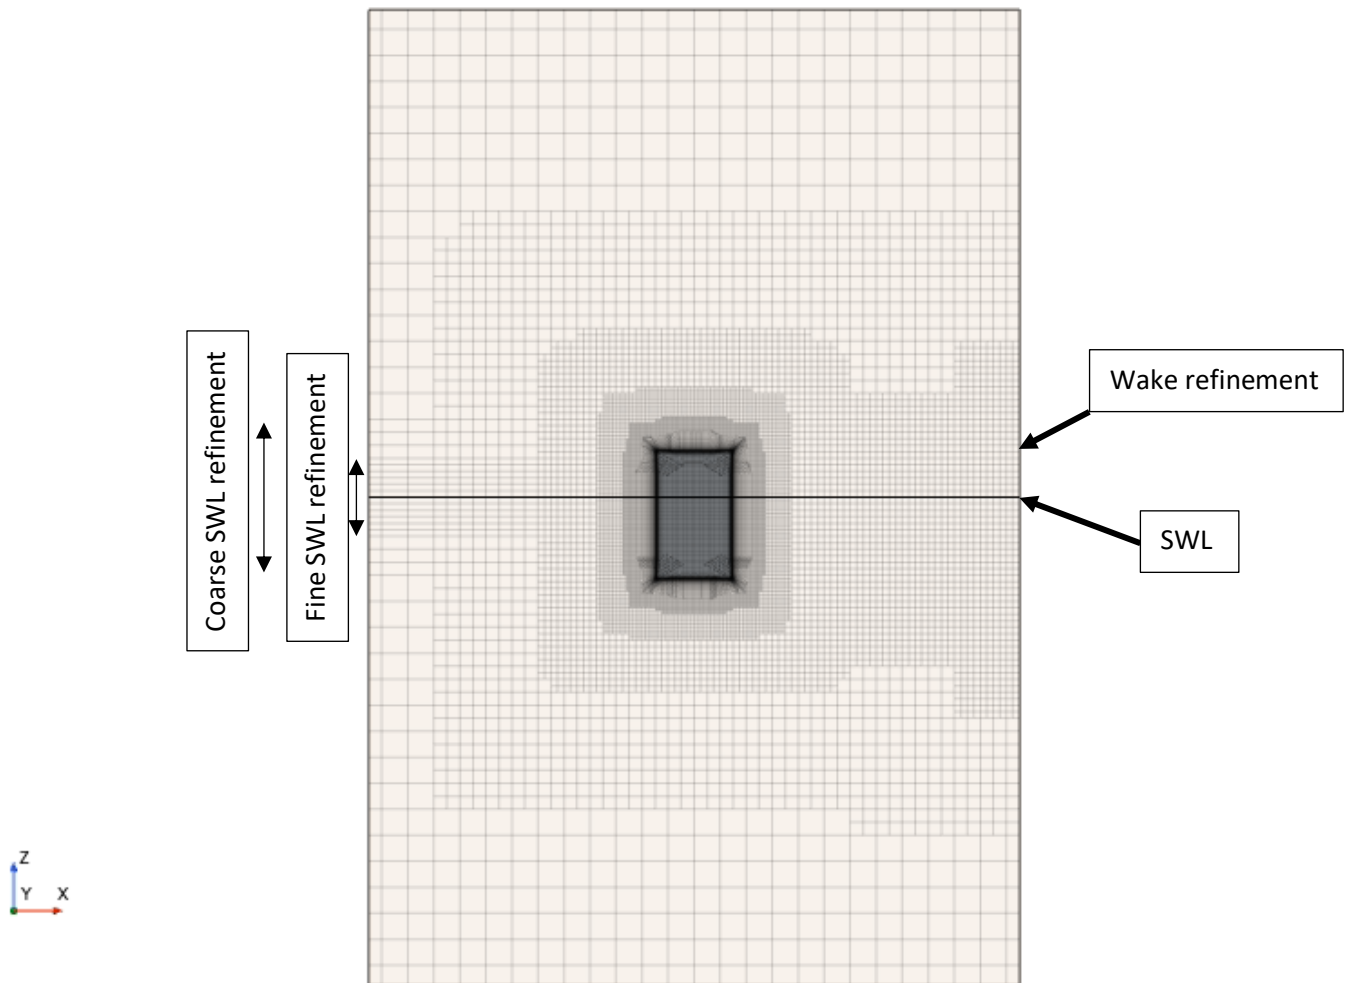 Coarse SWL refinement
Fine SWL refinement
Wake refinement
SWL
Z
Y X